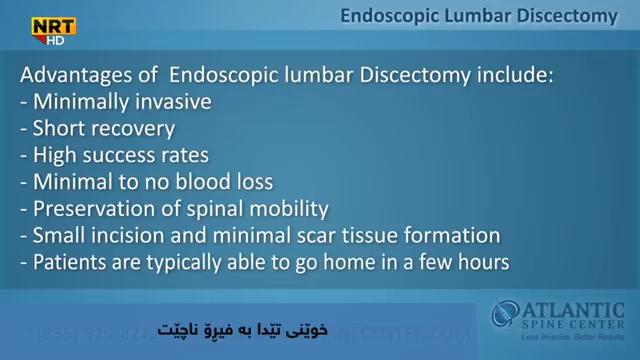 NRT
HD
Endoscopic Lumbar Discectomy
Advantages of Endoscopic lumbar Discectomy include:
- Minimally invasive
- Short recovery
- High success rates
- Minimal to no blood loss
- Preservation of spinal mobility
- Small incision and minimal scar tissue formation
- Patients are typically able to go home in a few hours
خوێنی تێدا بە فیڕۆ ناچێت
ATLANTIC
SPINE CENTER
Less Invasive. Better Results